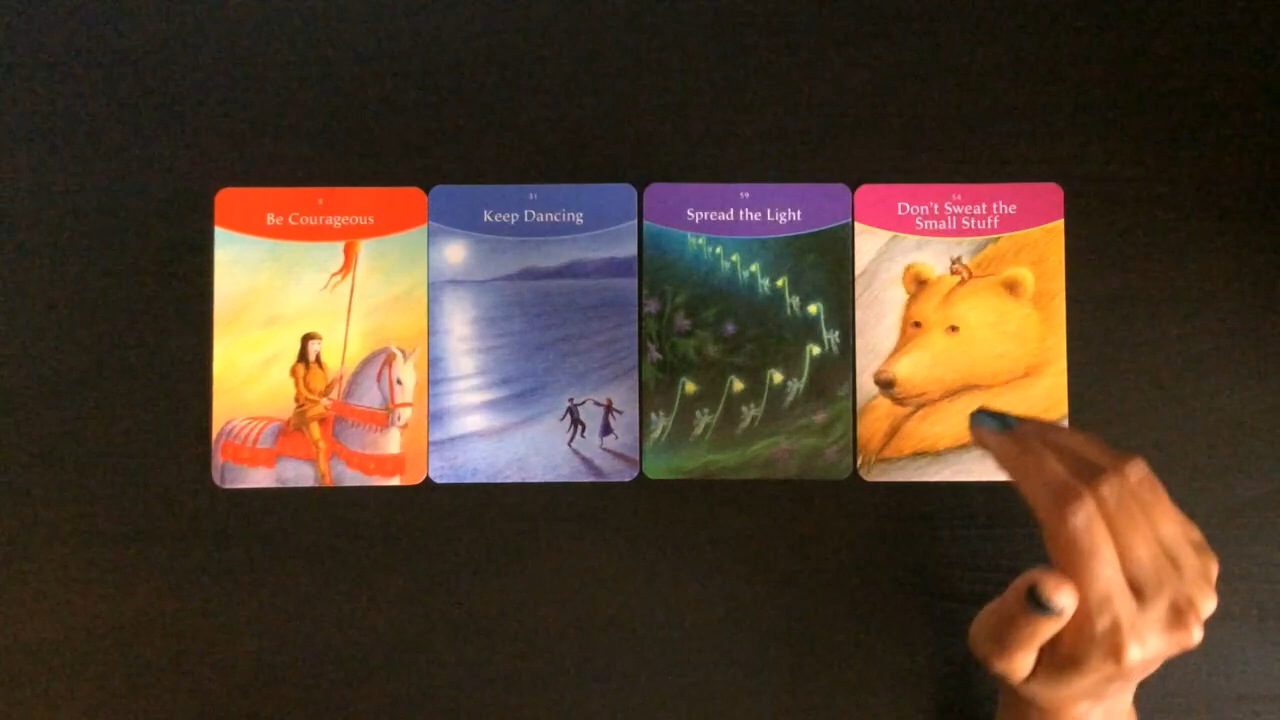 Be Courageous
31
Keep Dancing
59
Spread the Light
54
Don't Sweat the
Small Stuff